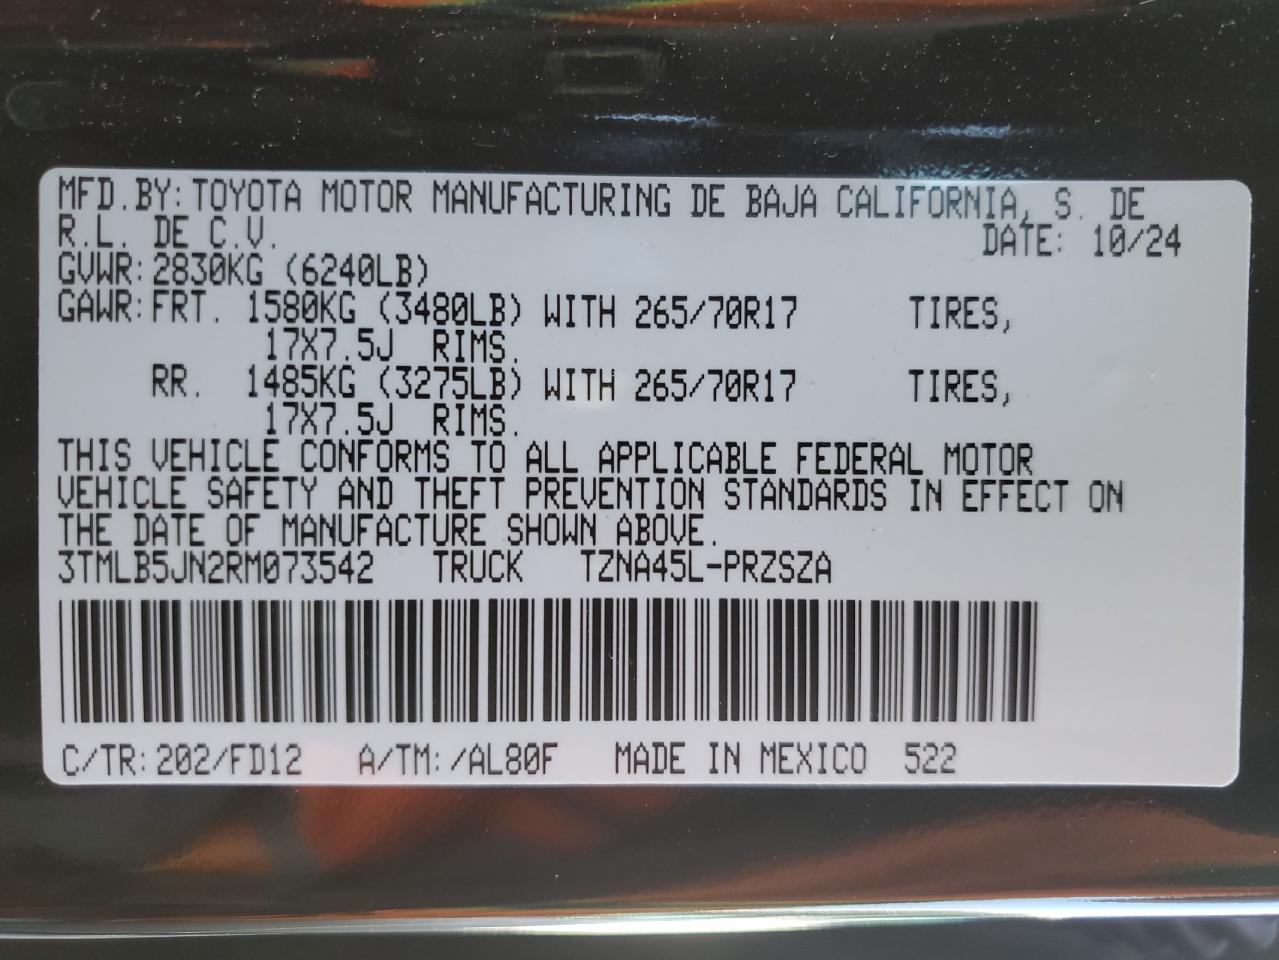 MFD.BY:TOYOTA MOTOR MANUFACTURING DE BAJA CALIFORNIA, S. DE
R.L. DE C.V. DATE: 10/24
GVWR:2830KG (6240LB)
GAWR:FRT. 1580KG (3480LB) WITH 265/70R17 TIRES,
17X7.5J RIMS.
RR. 1485KG (3275LB) WITH 265/70R17 TIRES,
17X7.5J RIMS.
THIS VEHICLE CONFORMS TO ALL APPLICABLE FEDERAL MOTOR
VEHICLE SAFETY AND THEFT PREVENTION STANDARDS IN EFFECT ON
THE DATE OF MANUFACTURE SHOWN ABOVE.
3TMLB5JN2RM073542 TRUCK TZNA45L-PRZSZA
C/TR:202/FD12 A/TM:/AL80F MADE IN MEXICO 522